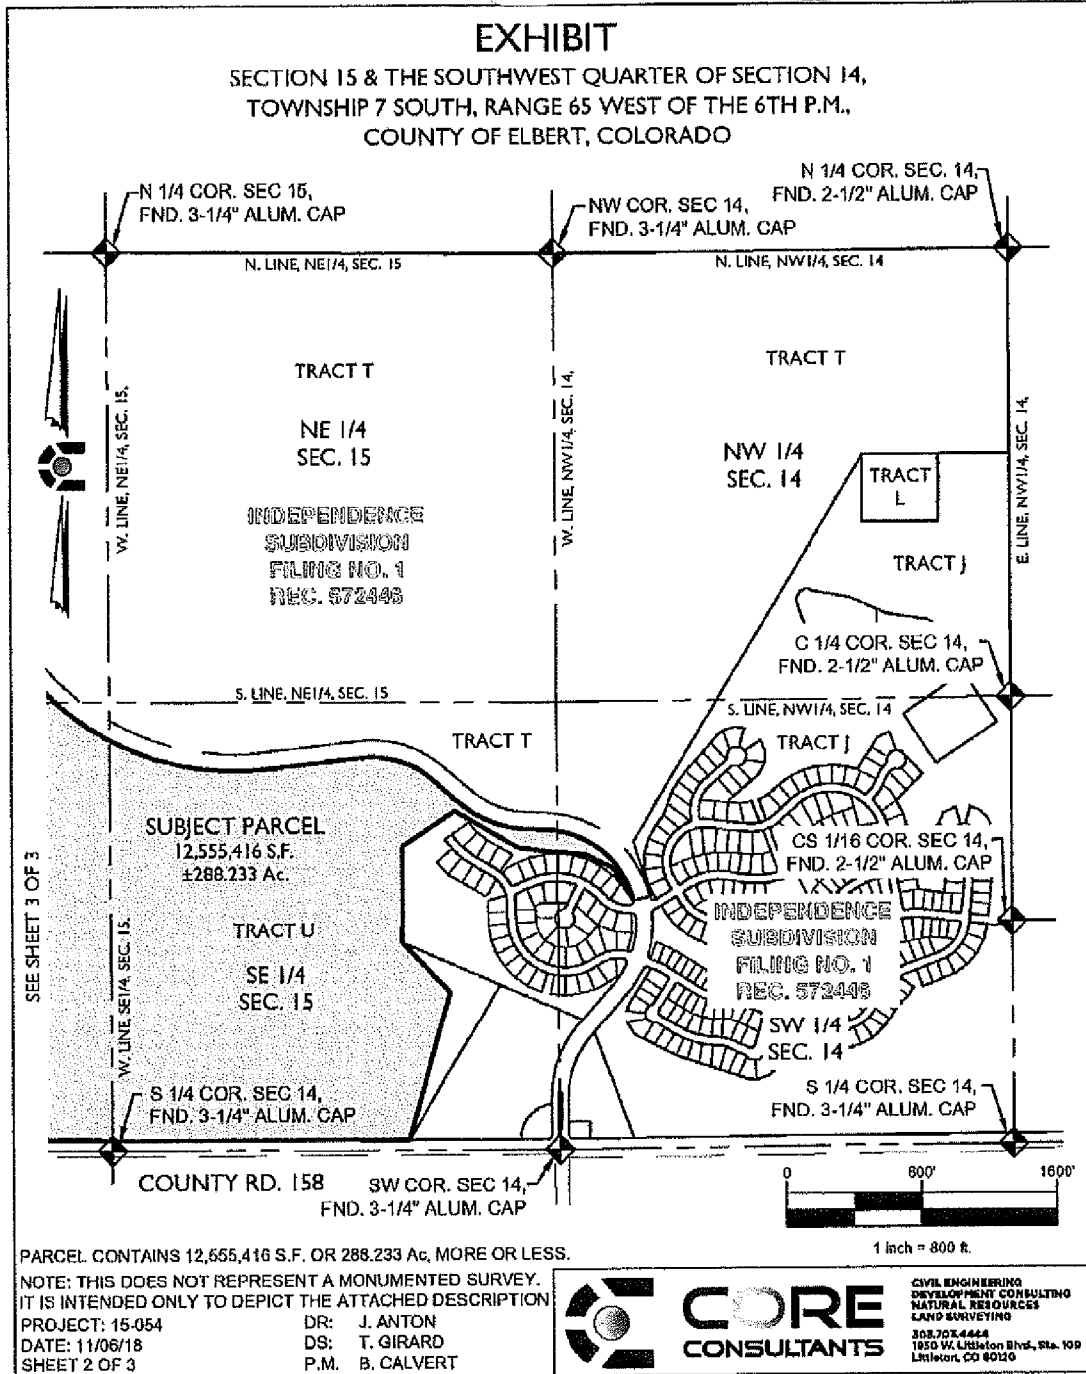 EXHIBIT
SECTION 15 & THE SOUTHWEST QUARTER OF SECTION 14,
TOWNSHIP 7 SOUTH, RANGE 65 WEST OF THE 6TH P.M.,
COUNTY OF ELBERT, COLORADO
N 1/4 COR. SEC 15,
FND. 3-1/4" ALUM. CAP
NW COR. SEC 14,
FND. 3-1/4" ALUM. CAP
N 1/4 COR. SEC. 14,
FND. 2-1/2" ALUM. CAP
N. LINE, NE1/4, SEC. 15
N. LINE, NW1/4, SEC. 14
W. LINE, NE1/4, SEC. 15,
W. LINE, NW1/4, SEC. 14,
E. LINE, NW1/4, SEC. 14,
TRACT T
NE 1/4
SEC. 15
INDEPENDENCE
SUBDIVISION
FILING NO. 1
REC. 572446
TRACT T
NW 1/4
SEC. 14
TRACT
L
TRACT J
C 1/4 COR. SEC 14,
FND. 2-1/2" ALUM. CAP
S. LINE, NE1/4, SEC. 15
S. LINE, NW1/4, SEC. 14
TRACT T
TRACT J
SUBJECT PARCEL
12,555,416 S.F.
±288.233 Ac.
TRACT U
SE 1/4
SEC. 15
SEE SHEET 3 OF 3
W. LINE, SE1/4, SEC. 15,
CS 1/16 COR. SEC 14,
FND. 2-1/2" ALUM. CAP
INDEPENDENCE
SUBDIVISION
FILING NO. 1
REC. 572446
SW 1/4
SEC. 14
S 1/4 COR. SEC 14,
FND. 3-1/4" ALUM. CAP
S 1/4 COR. SEC 14,
FND. 3-1/4" ALUM. CAP
COUNTY RD. 158
SW COR. SEC 14,
FND. 3-1/4" ALUM. CAP
0 800' 1600'
1 inch = 800 ft.
PARCEL CONTAINS 12,555,416 S.F. OR 288.233 Ac, MORE OR LESS.
NOTE: THIS DOES NOT REPRESENT A MONUMENTED SURVEY.
IT IS INTENDED ONLY TO DEPICT THE ATTACHED DESCRIPTION
PROJECT: 15-054
DR: J. ANTON
DATE: 11/06/18
DS: T. GIRARD
SHEET 2 OF 3
P.M. B. CALVERT
CORE
CONSULTANTS
CIVIL ENGINEERING
DEVELOPMENT CONSULTING
NATURAL RESOURCES
LAND SURVEYING
303.703.4444
1950 W. Littleton Blvd., Ste. 109
Littleton, CO 80120